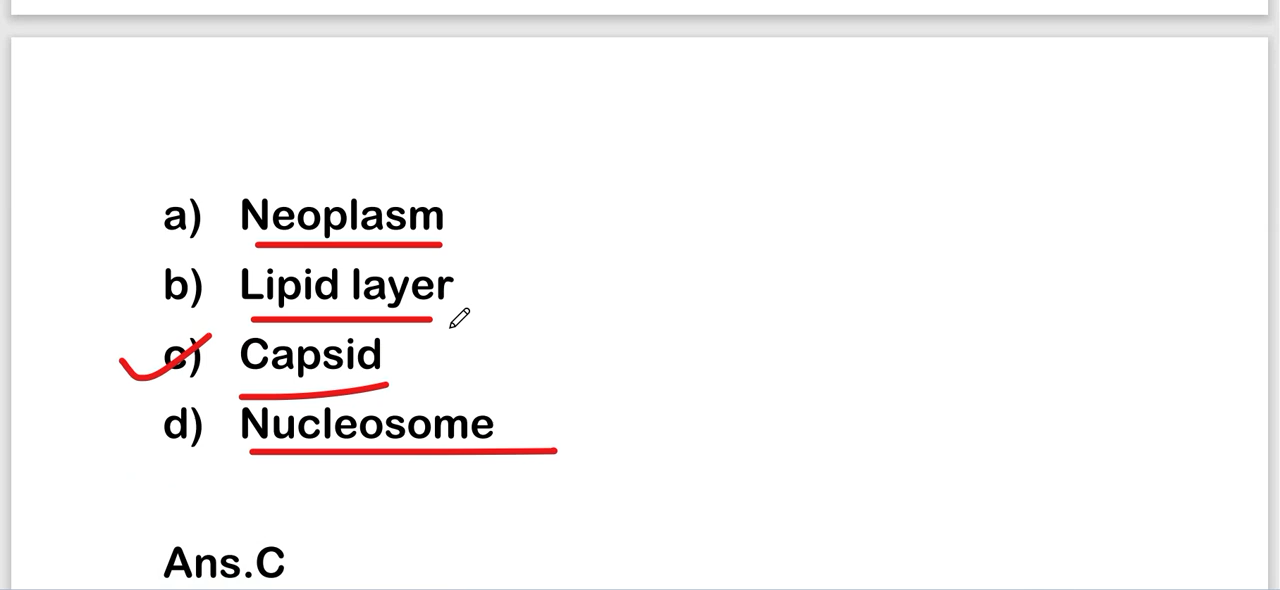 a) Neoplasm
b) Lipid layer
c) Capsid
d) Nucleosome
Ans.C